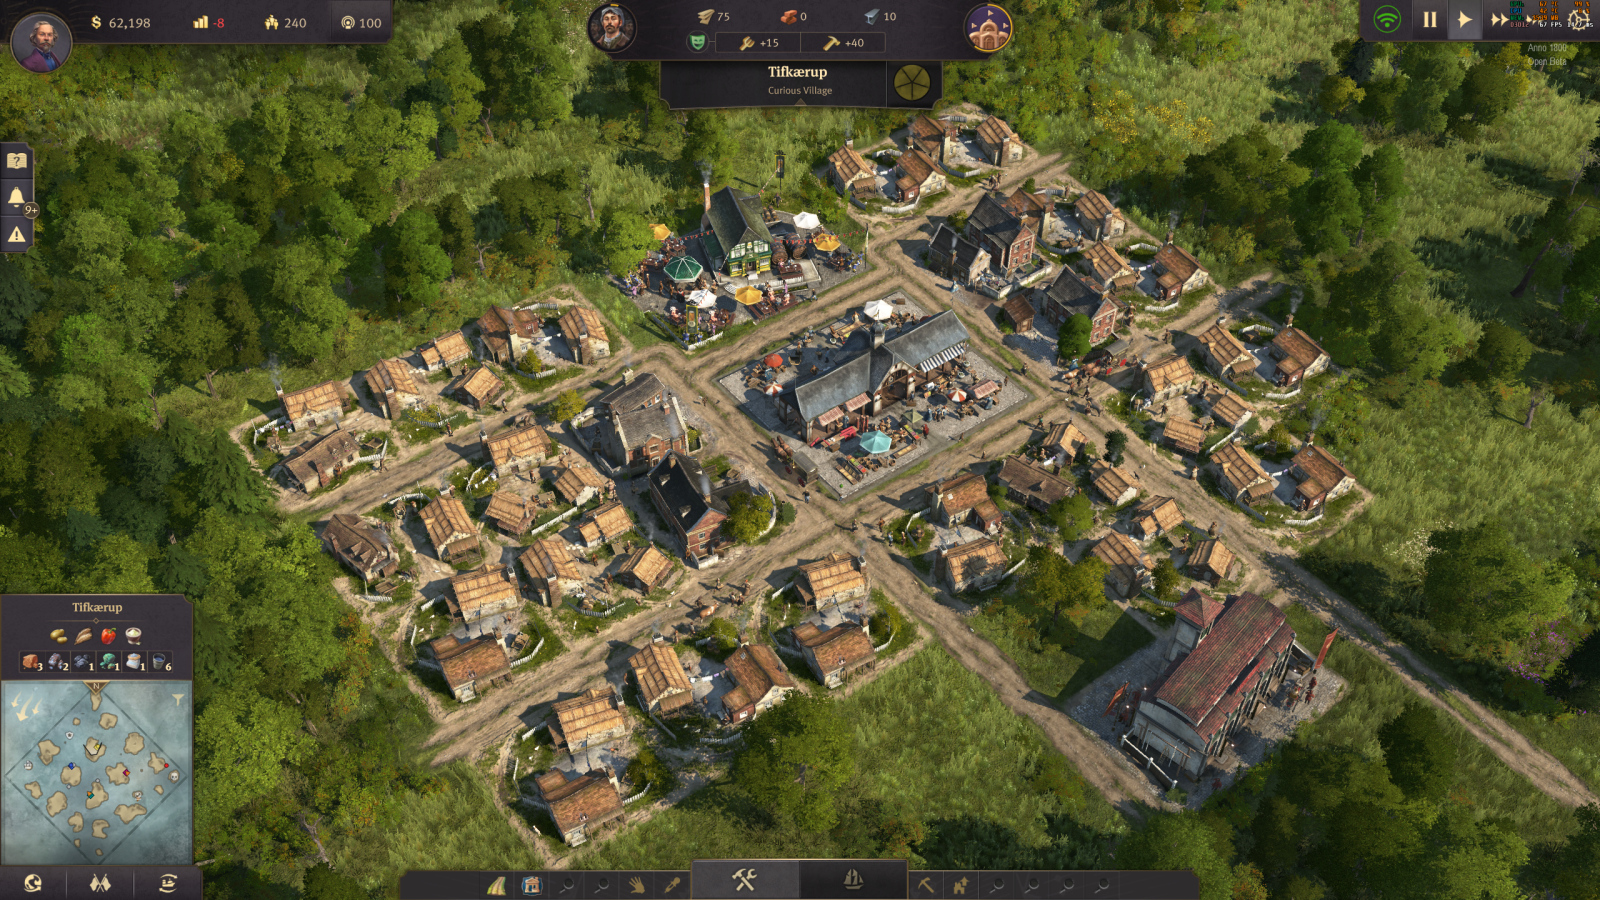 $ 62,198
-8
240
100
75
0
10
+15
+40
Tifkærup
Curious Village
Anno 1800
Open Beta
?
9+
Tifkærup
3
2
1
1
1
6
N